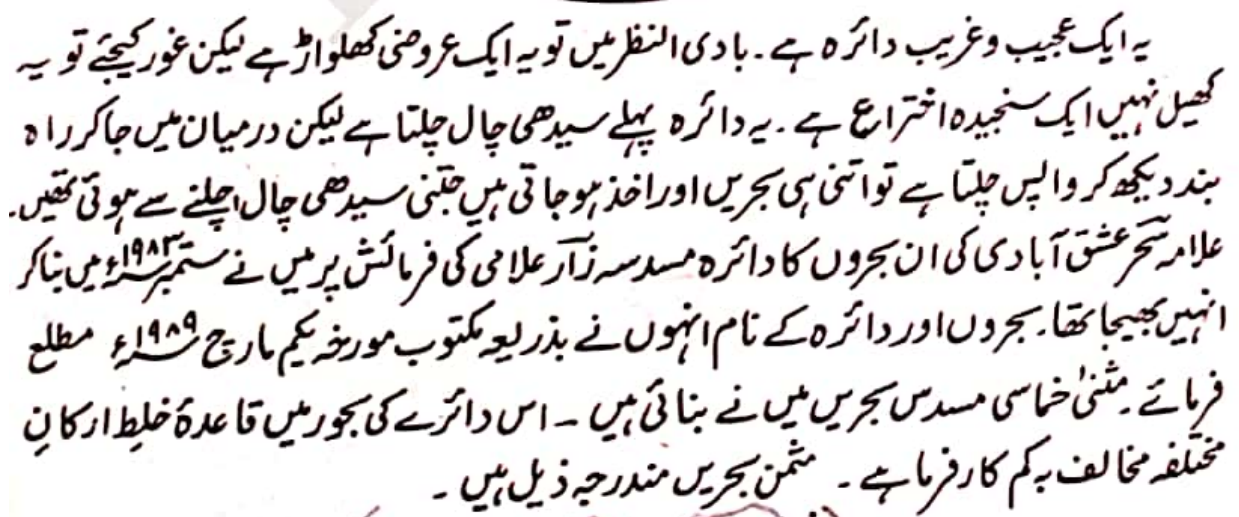 یہ ایک عجیب و غریب دائرہ ہے۔ بادی النظر میں تو یہ ایک عروضی کھلواڑ ہے لیکن غور کیجئے تو یہ
کھیل نہیں ایک سنجیدہ اختراع ہے۔ یہ دائرہ پہلے سیدھی چال چلتا ہے لیکن درمیان میں جا کر راہ
بند دیکھ کر واپس چلتا ہے تو اتنی ہی بحریں اور اخذ ہو جاتی ہیں جتنی سیدھی چال چلنے سے ہوئی تھیں۔
علامہ سحر عشق آبادی کی ان بحروں کا دائرہ مسدسہ زآر علامی کی فرمائش پر میں نے ستمبر ۱۹۸۳ء میں بنا کر
انہیں بھیجا تھا۔ بحروں اور دائرہ کے نام انہوں نے بذریعہ مکتوب مورخہ یکم مارچ ۱۹۸۹ء مطلع
فرمائے۔ مثنیٰ خماسی مسدس بحریں میں نے بنائی ہیں ۔ اس دائرے کی بحور میں قاعدۂ خلطِ ارکانِ
مختلفہ مخالف بہ کم کارفرما ہے ۔ مثمن بحریں مندرجہ ذیل ہیں ۔